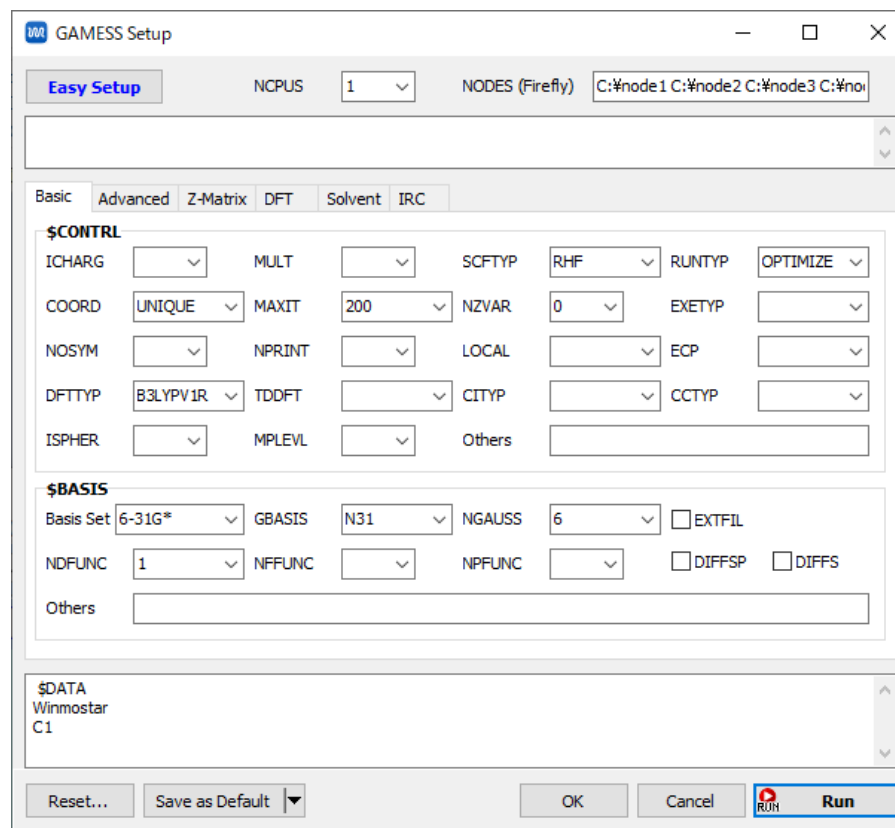 GAMESS Setup
Easy Setup NCPUS 1 NODES (Firefly) C:¥node1 C:¥node2 C:¥node3 C:¥no
Basic Advanced Z-Matrix DFT Solvent IRC
$CONTRL
ICHARG MULT SCFTYP RHF RUNTYP OPTIMIZE
COORD UNIQUE MAXIT 200 NZVAR 0 EXETYP
NOSYM NPRINT LOCAL ECP
DFTTYP B3LYPV1R TDDFT CITYP CCTYP
ISPHER MPLEVL Others
$BASIS
Basis Set 6-31G* GBASIS N31 NGAUSS 6 EXTFIL
NDFUNC 1 NFFUNC NPFUNC DIFFSP DIFFS
Others
$DATA
Winmostar
C1
Reset... Save as Default OK Cancel RUN Run